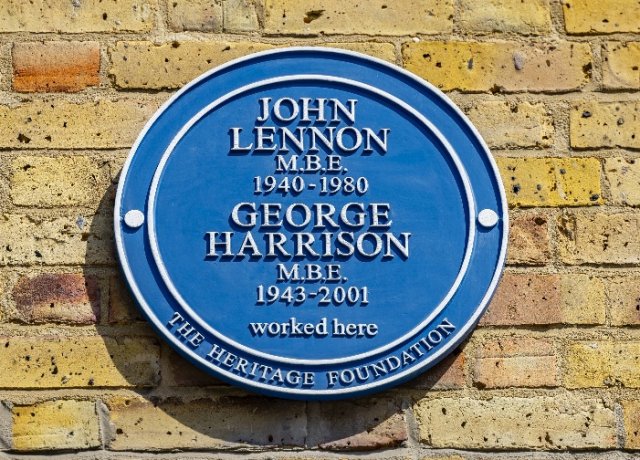 JOHN
LENNON
M.B.E.
1940-1980
GEORGE
HARRISON
M.B.E.
1943-2001
worked here
THE HERITAGE FOUNDATION